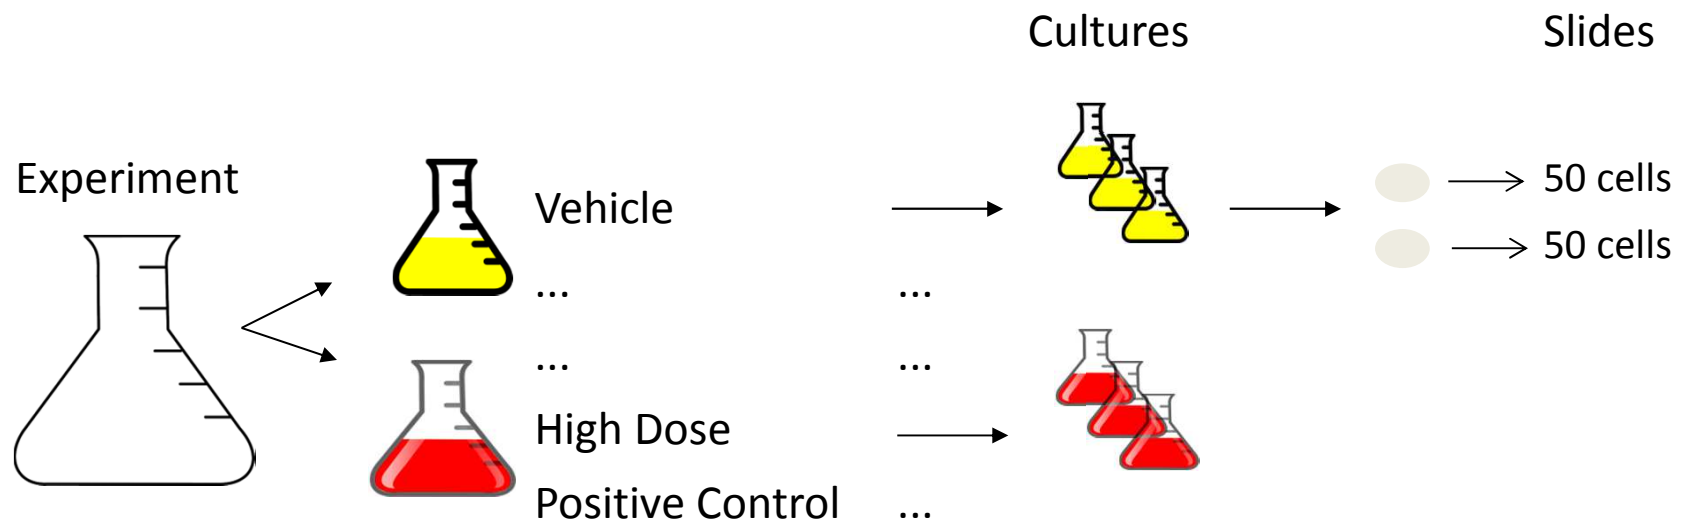 Cultures
Slides
Experiment
Vehicle
50 cells
50 cells
... ...
... ...
High Dose
Positive Control ...